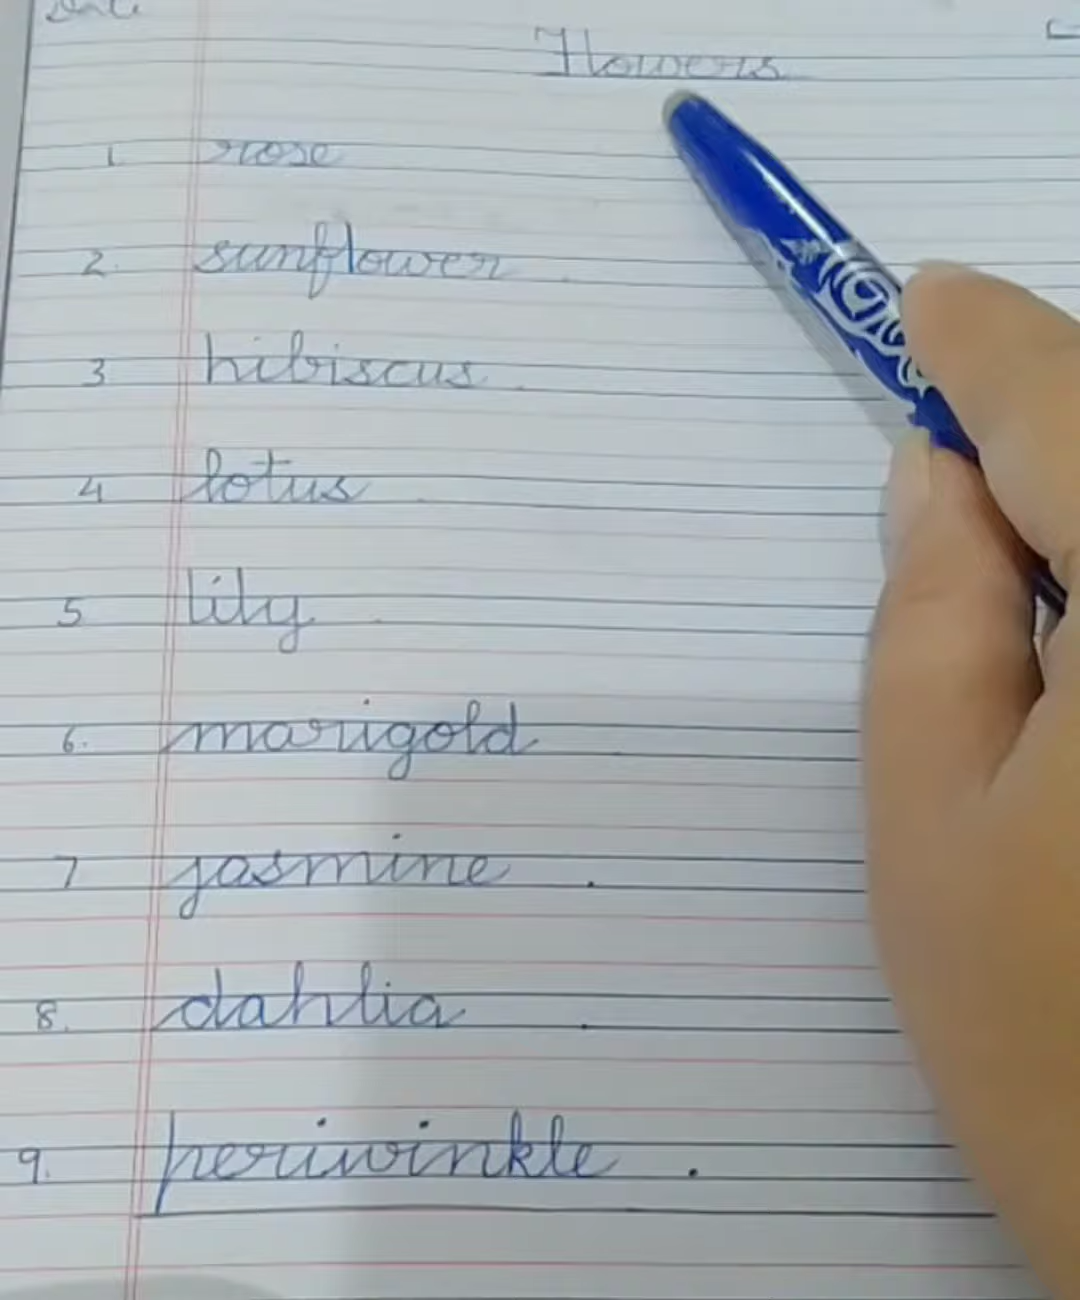 Date
Flowers
1 rose
2. sunflower
3 hibiscus
4 lotus
5 lily
6. marigold
7 jasmine .
8. dahlia .
9. periwinkle .